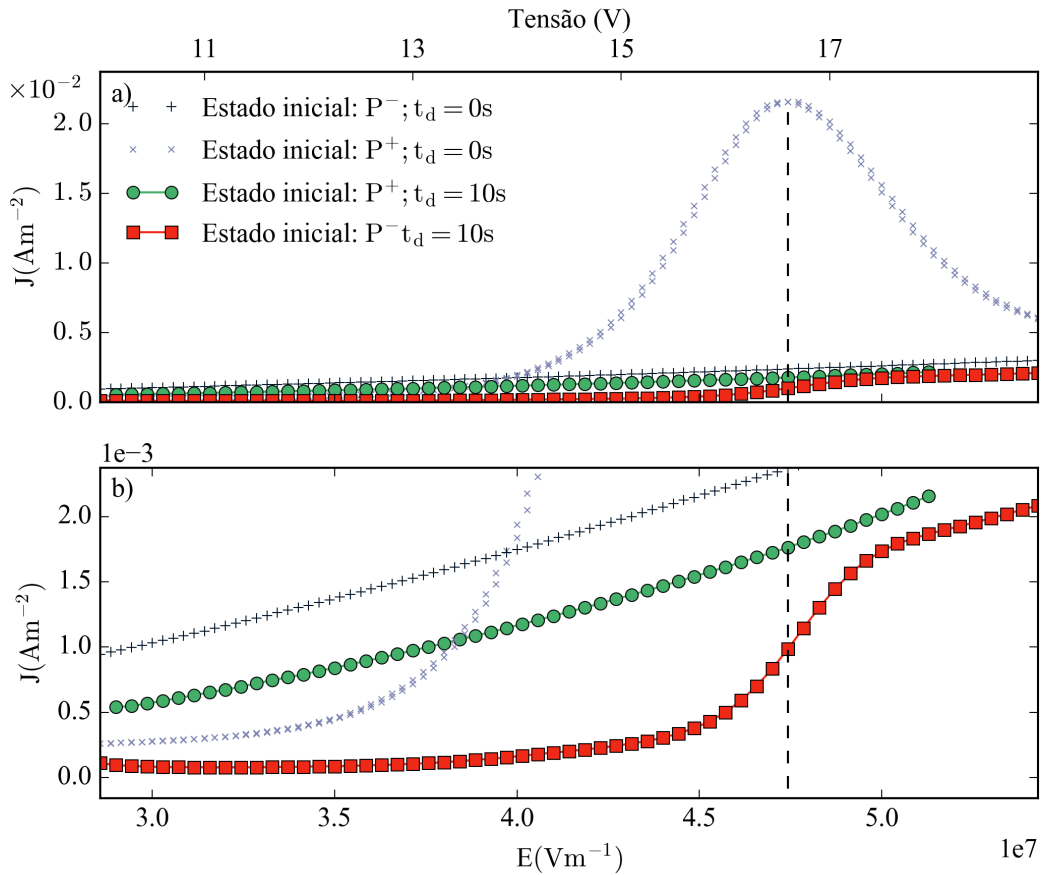 Tensão (V)
11 13 15 17
×10⁻²
a)
Estado inicial: P⁻; t_d = 0s
Estado inicial: P⁺; t_d = 0s
Estado inicial: P⁺; t_d = 10s
Estado inicial: P⁻ t_d = 10s
J(Am⁻²)
2.0
1.5
1.0
0.5
0.0
1e−3
b)
J(Am⁻²)
2.0
1.5
1.0
0.5
0.0
3.0 3.5 4.0 4.5 5.0
E(Vm⁻¹)
1e7